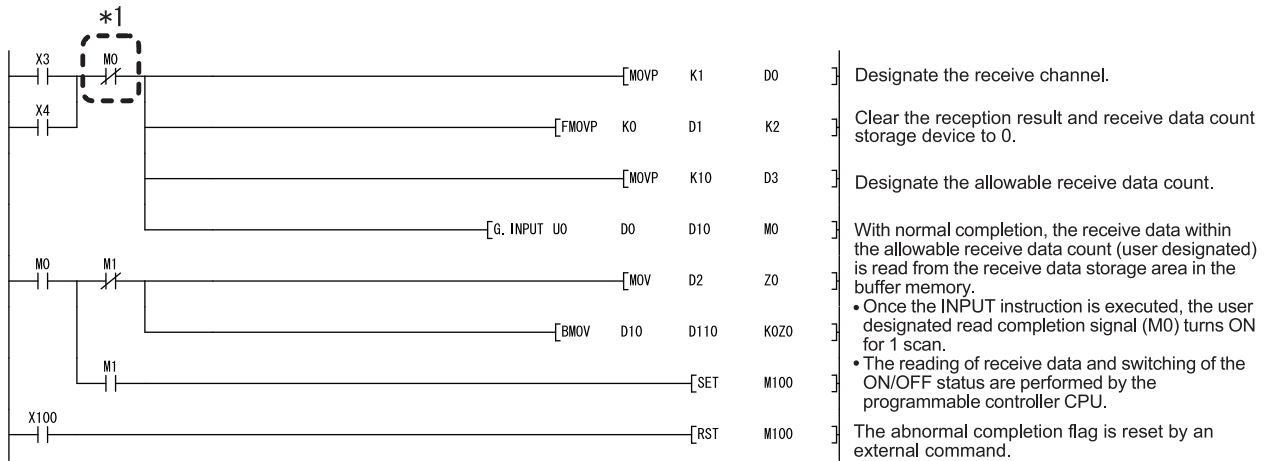 *1
X3 M0 [MOVP K1 D0 ] Designate the receive channel.
X4 [FMOVP K0 D1 K2 ] Clear the reception result and receive data count
storage device to 0.
[MOVP K10 D3 ] Designate the allowable receive data count.
[G. INPUT U0 D0 D10 M0 ] With normal completion, the receive data within
the allowable receive data count (user designated)
M0 M1 [MOV D2 Z0 ] is read from the receive data storage area in the
buffer memory.
• Once the INPUT instruction is executed, the user
[BMOV D10 D110 K0Z0 ] designated read completion signal (M0) turns ON
for 1 scan.
• The reading of receive data and switching of the
M1 [SET M100 ] ON/OFF status are performed by the
programmable controller CPU.
X100 [RST M100 ] The abnormal completion flag is reset by an
external command.